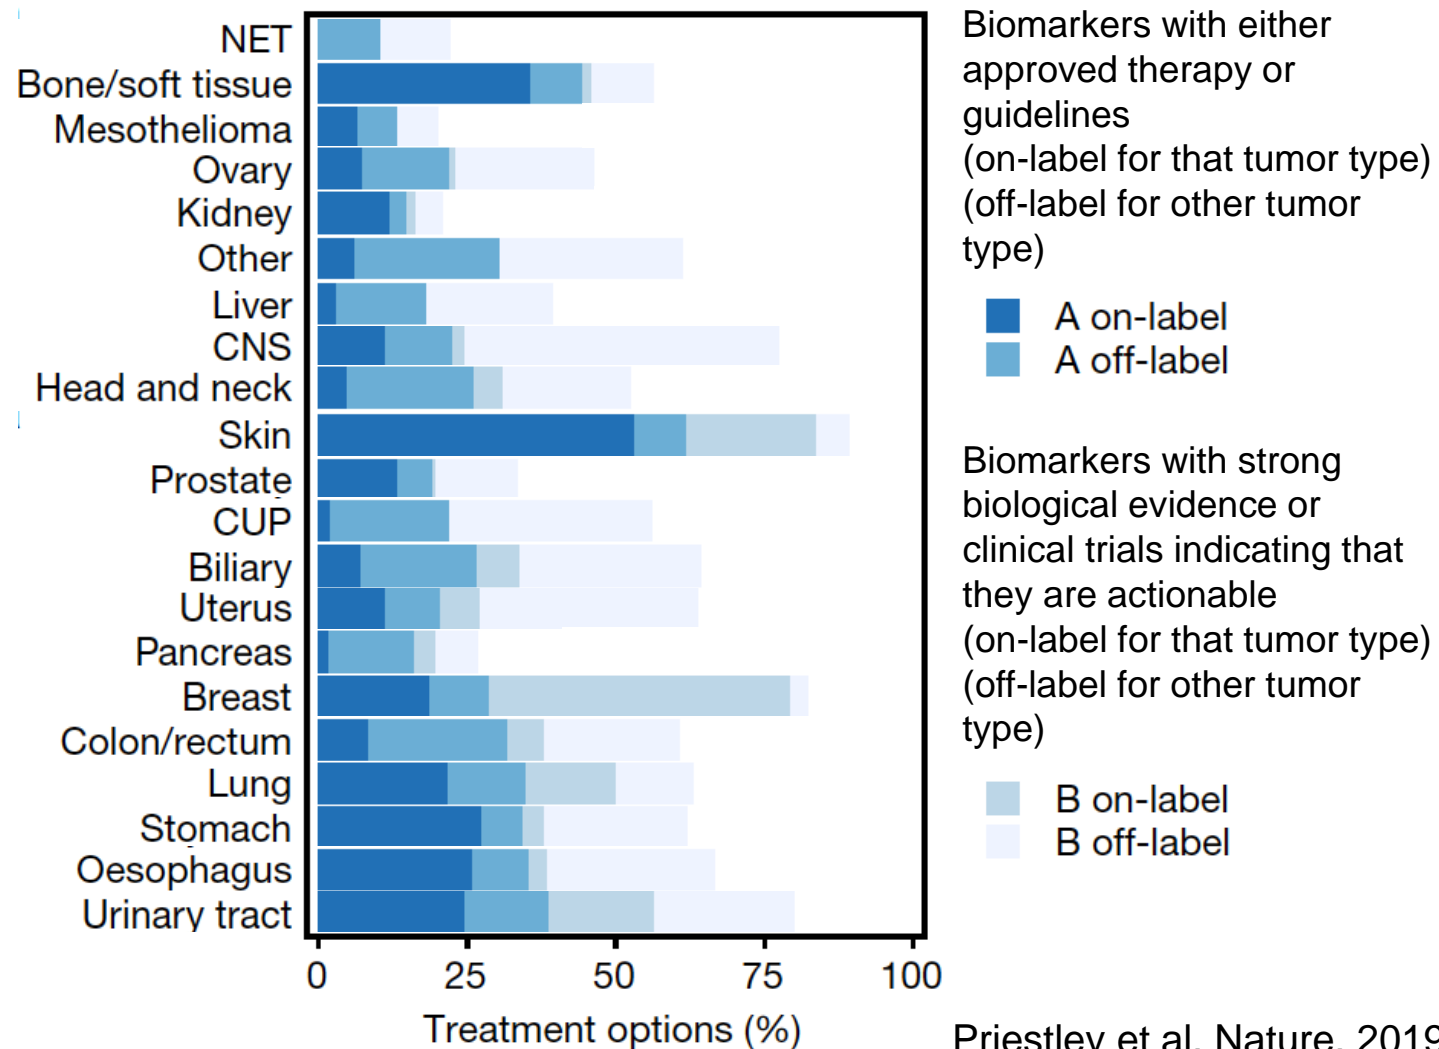 NET
Bone/soft tissue
Mesothelioma
Ovary
Kidney
Other
Liver
CNS
Head and neck
Skin
Prostate
CUP
Biliary
Uterus
Pancreas
Breast
Colon/rectum
Lung
Stomach
Oesophagus
Urinary tract
0 25 50 75 100
Treatment options (%)
Biomarkers with either
approved therapy or
guidelines
(on-label for that tumor type)
(off-label for other tumor
type)
A on-label
A off-label
Biomarkers with strong
biological evidence or
clinical trials indicating that
they are actionable
(on-label for that tumor type)
(off-label for other tumor
type)
B on-label
B off-label
Priestley et al. Nature. 2019